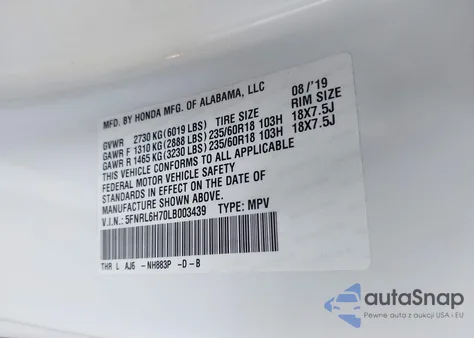 MFD. BY HONDA MFG. OF ALABAMA, LLC 08/'19
GVWR 2730 KG(6019 LBS) TIRE SIZE RIM SIZE
GAWR F 1310 KG(2888 LBS) 235/60R18 103H 18X7.5J
GAWR R 1465 KG(3230 LBS) 235/60R18 103H 18X7.5J
THIS VEHICLE CONFORMS TO ALL APPLICABLE
FEDERAL MOTOR VEHICLE SAFETY
STANDARDS IN EFFECT ON THE DATE OF
MANUFACTURE SHOWN ABOVE.
V.I.N.: 5FNRL6H70LB003439 TYPE: MPV
THR L AJ6 -NH883P -D-B
autoSnap
Pewne auta z aukcji USA i EU